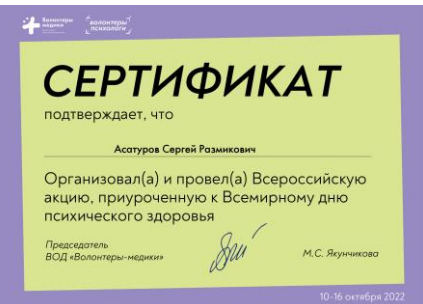 Волонтеры медики
волонтеры психологи
СЕРТИФИКАТ
подтверждает, что
Асатуров Сергей Размикович
Организовал(а) и провел(а) Всероссийскую
акцию, приуроченную к Всемирному дню
психического здоровья
Председатель
ВОД «Волонтеры-медики»
М.С. Якунчикова
10-16 октября 2022